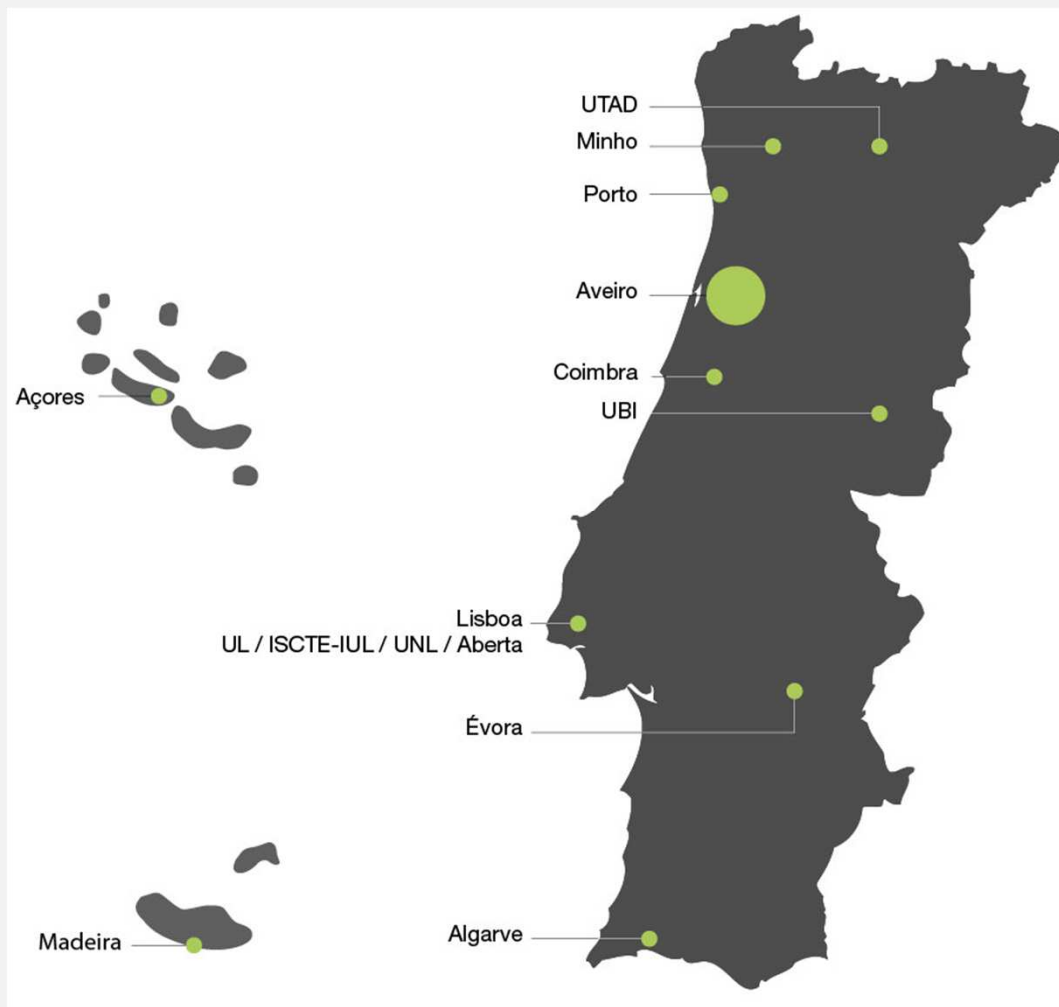 UTAD
Minho
Porto
Aveiro
Coimbra
UBI
Açores
Lisboa
UL / ISCTE-IUL / UNL / Aberta
Évora
Algarve
Madeira